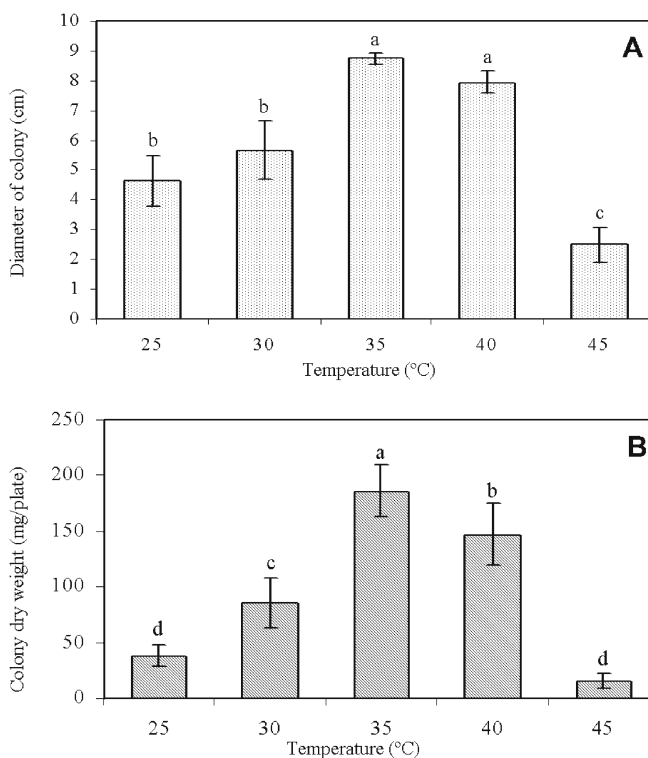 A
Diameter of colony (cm)
10
9
8
7
6
5
4
3
2
1
0
b
b
a
a
c
25 30 35 40 45
Temperature (°C)
B
Colony dry weight (mg/plate)
250
200
150
100
50
0
d
c
a
b
d
25 30 35 40 45
Temperature (°C)